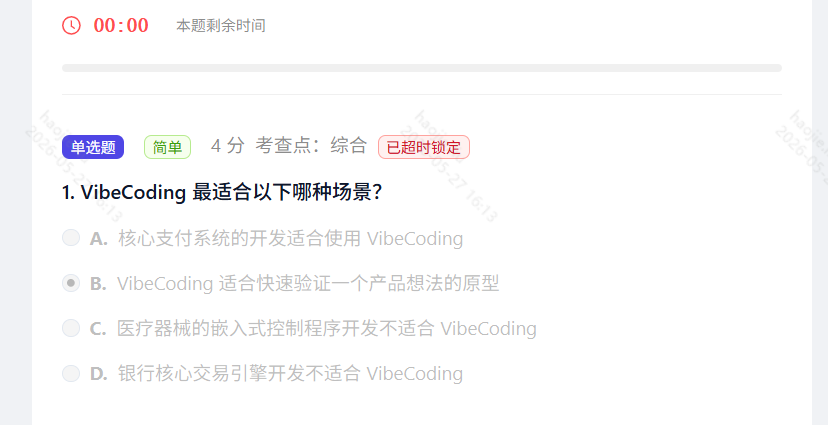 00:00 本题剩余时间
单选题 简单 4 分 考查点：综合 已超时锁定
1. VibeCoding 最适合以下哪种场景？
A. 核心支付系统的开发适合使用 VibeCoding
B. VibeCoding 适合快速验证一个产品想法的原型
C. 医疗器械的嵌入式控制程序开发不适合 VibeCoding
D. 银行核心交易引擎开发不适合 VibeCoding